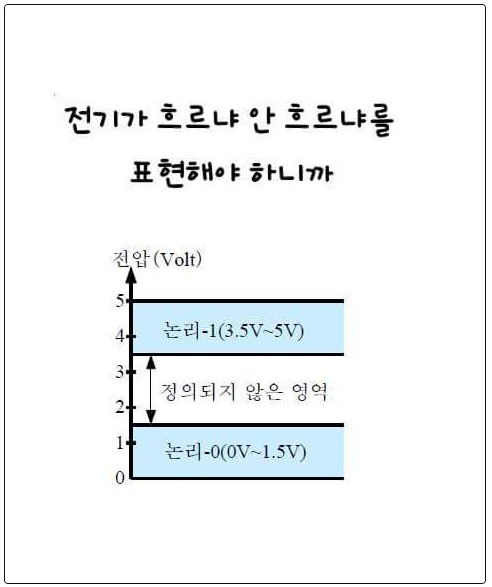 전기가 흐르냐 안 흐르냐를
표현해야 하니까
전압(Volt)
5
논리-1(3.5V~5V)
4
3
정의되지 않은 영역
2
1
논리-0(0V~1.5V)
0